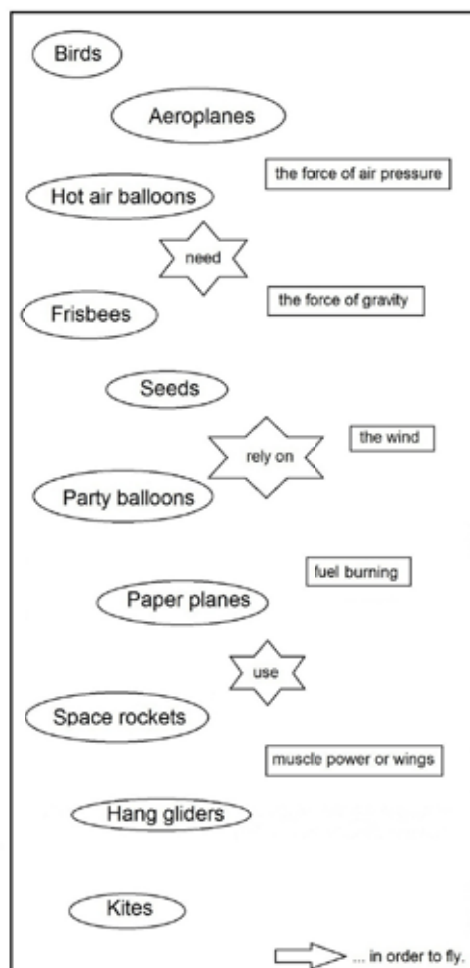 Birds
Aeroplanes
the force of air pressure
Hot air balloons
need
the force of gravity
Frisbees
Seeds
the wind
rely on
Party balloons
fuel burning
Paper planes
use
Space rockets
muscle power or wings
Hang gliders
Kites
... in order to fly.